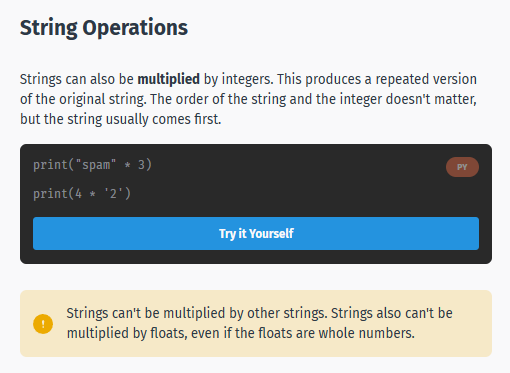 String Operations
Strings can also be multiplied by integers. This produces a repeated version
of the original string. The order of the string and the integer doesn't matter,
but the string usually comes first.
print("spam" * 3)
PY
print(4 * '2')
Try it Yourself
!
Strings can't be multiplied by other strings. Strings also can't be
multiplied by floats, even if the floats are whole numbers.